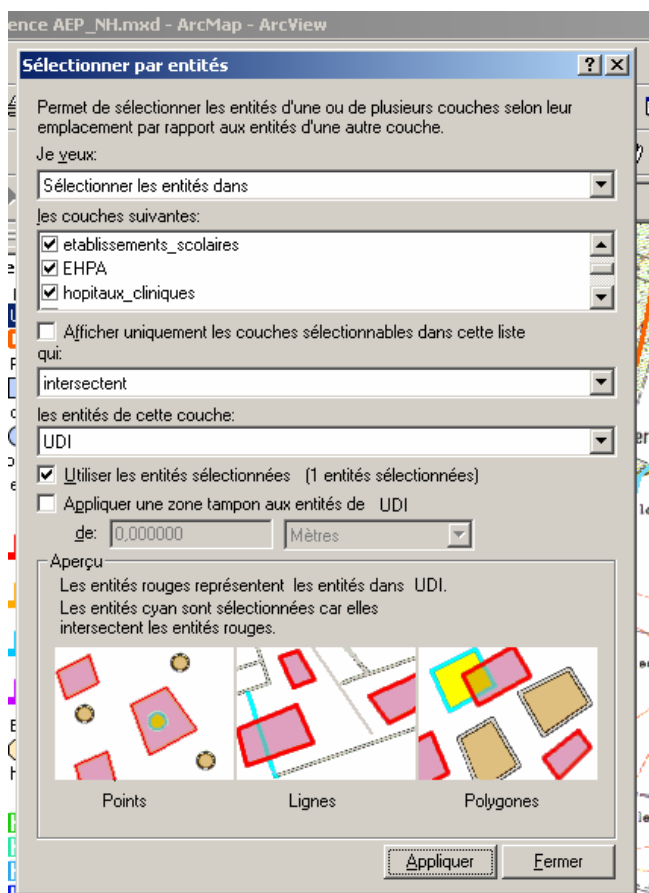 ence AEP_NH.mxd - ArcMap - ArcView
Sélectionner par entités
Permet de sélectionner les entités d'une ou de plusieurs couches selon leur
emplacement par rapport aux entités d'une autre couche.
Je veux:
Sélectionner les entités dans
les couches suivantes:
etablissements_scolaires
EHPA
hopitaux_cliniques
Afficher uniquement les couches sélectionnables dans cette liste
qui:
intersectent
les entités de cette couche:
UDI
Utiliser les entités sélectionnées (1 entités sélectionnées)
Appliquer une zone tampon aux entités de UDI
de: 0,000000 Mètres
Aperçu
Les entités rouges représentent les entités dans UDI.
Les entités cyan sont sélectionnées car elles
intersectent les entités rouges.
Points Lignes Polygones
Appliquer Fermer